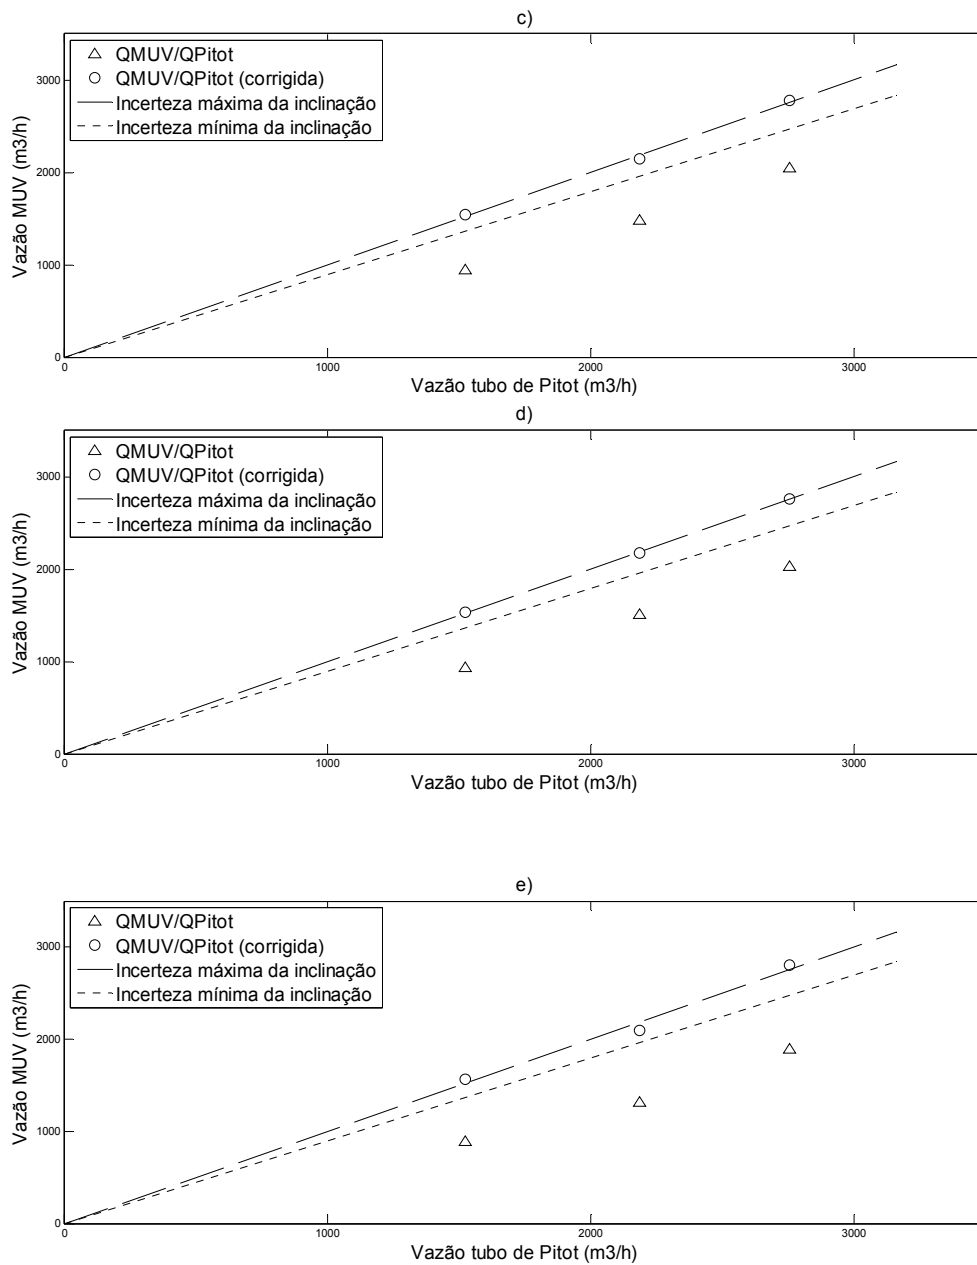 c)
QMUV/QPitot
QMUV/QPitot (corrigida)
Incerteza máxima da inclinação
Incerteza mínima da inclinação
Vazão MUV (m3/h)
3000
2000
1000
0
0 1000 2000 3000
Vazão tubo de Pitot (m3/h)
d)
QMUV/QPitot
QMUV/QPitot (corrigida)
Incerteza máxima da inclinação
Incerteza mínima da inclinação
Vazão MUV (m3/h)
3000
2000
1000
0
0 1000 2000 3000
Vazão tubo de Pitot (m3/h)
e)
QMUV/QPitot
QMUV/QPitot (corrigida)
Incerteza máxima da inclinação
Incerteza mínima da inclinação
Vazão MUV (m3/h)
3000
2000
1000
0
0 1000 2000 3000
Vazão tubo de Pitot (m3/h)